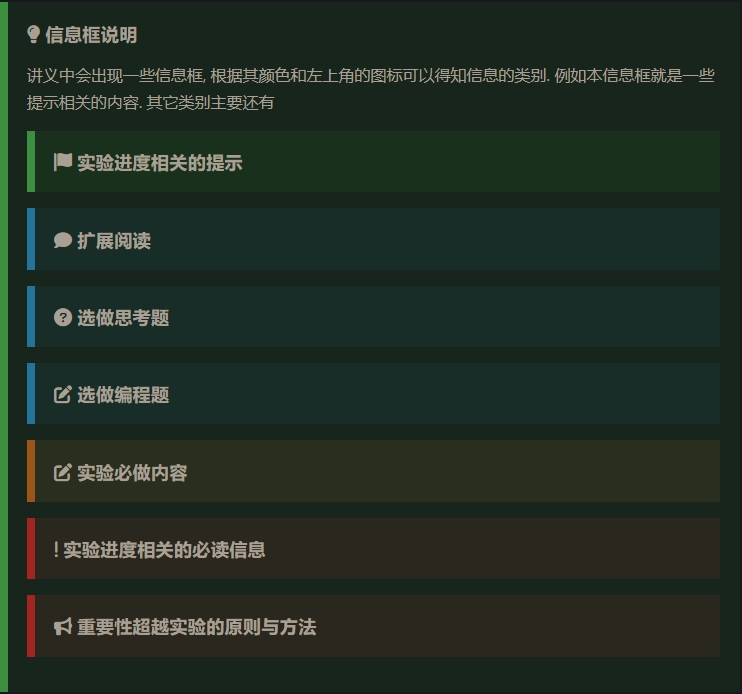 信息框说明
讲义中会出现一些信息框, 根据其颜色和左上角的图标可以得知信息的类别. 例如本信息框就是一些
提示相关的内容. 其它类别主要还有
实验进度相关的提示
扩展阅读
选做思考题
选做编程题
实验必做内容
! 实验进度相关的必读信息
重要性超越实验的原则与方法